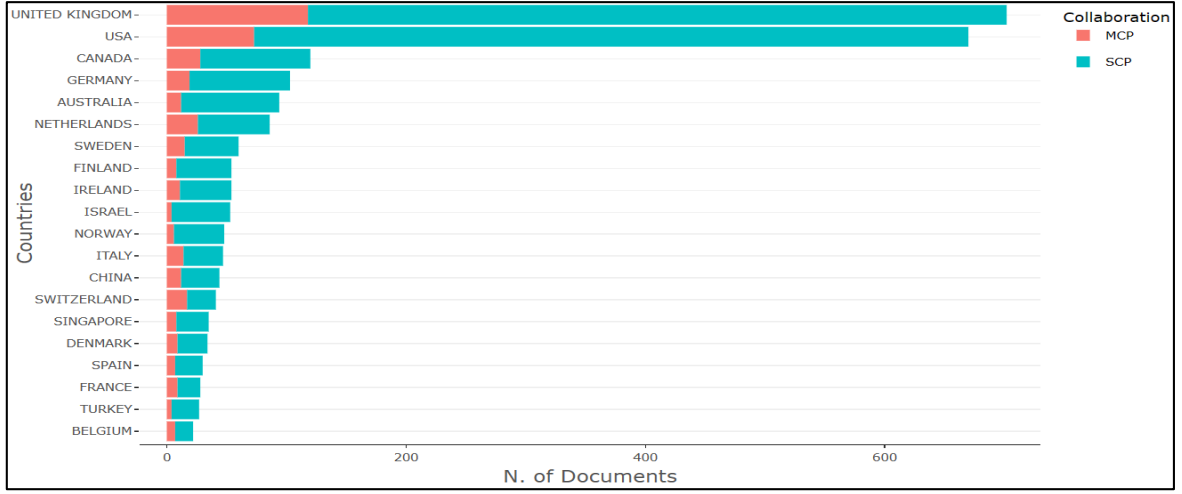 UNITED KINGDOM
USA
CANADA
GERMANY
AUSTRALIA
NETHERLANDS
SWEDEN
FINLAND
IRELAND
ISRAEL
NORWAY
ITALY
CHINA
SWITZERLAND
SINGAPORE
DENMARK
SPAIN
FRANCE
TURKEY
BELGIUM
Countries
0 200 400 600
N. of Documents
Collaboration
MCP
SCP